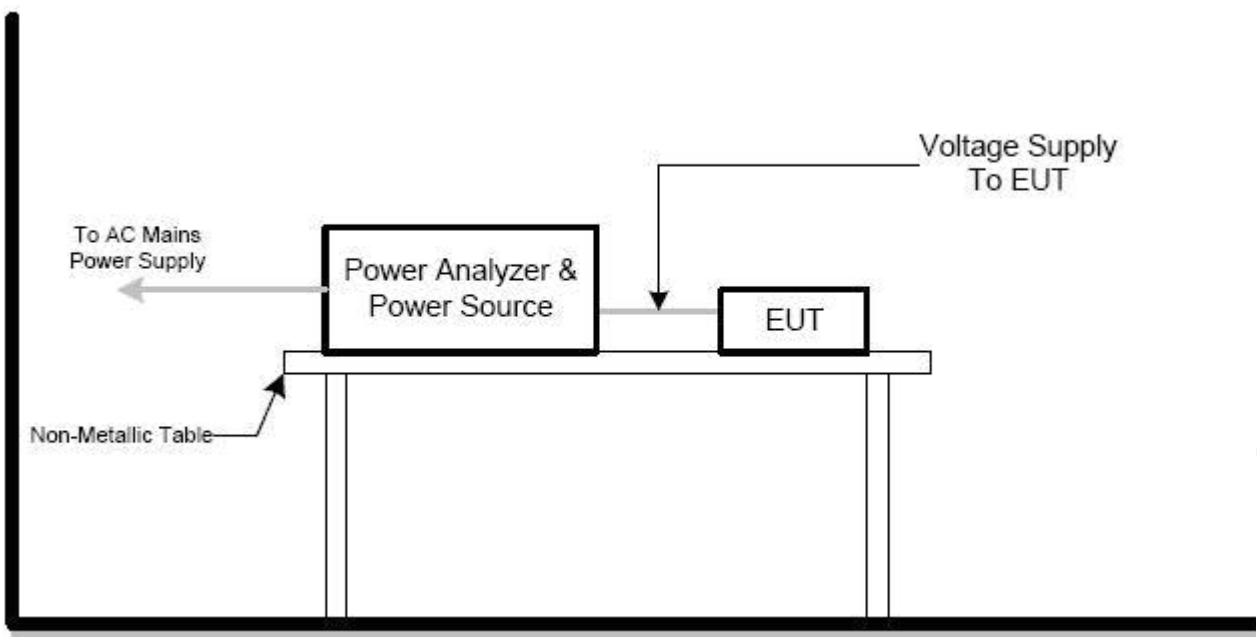 Voltage Supply
To EUT
To AC Mains
Power Supply
Power Analyzer &
Power Source
EUT
Non-Metallic Table